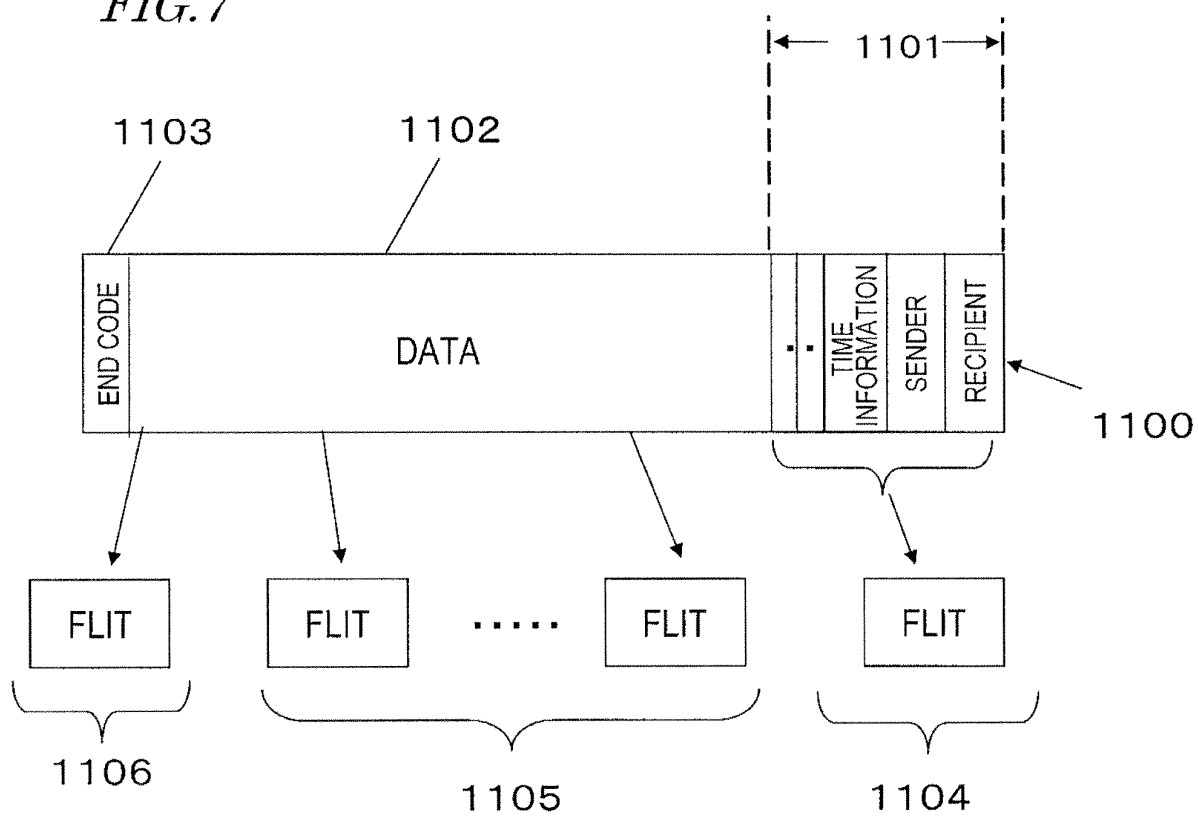 FIG.7
1101
1103
1102
END CODE
DATA
..
TIME
INFORMATION
SENDER
RECIPIENT
1100
FLIT
FLIT
.....
FLIT
FLIT
1106
1105
1104